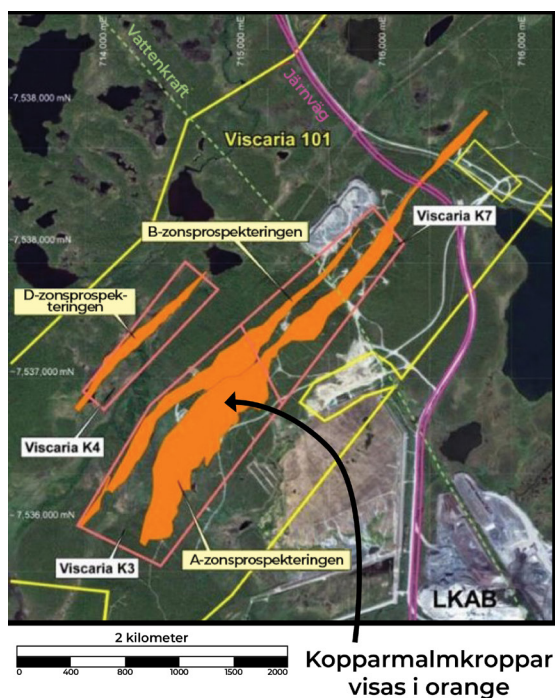 714,000 mE
715,000 mE
716,000 mE
716,000 mE
Vattenkraft
Järnväg
7,538,000 mN
Viscaria 101
Viscaria K7
B-zonsprospekteringen
7,538,000 mN
D-zonsprospek-
teringen
7,537,000 mN
Viscaria K4
7,536,000 mN
Viscaria K3
A-zonsprospekteringen
LKAB
2 kilometer
0 400 800 1200 1500 2000
Kopparmalmkroppar
visas i orange